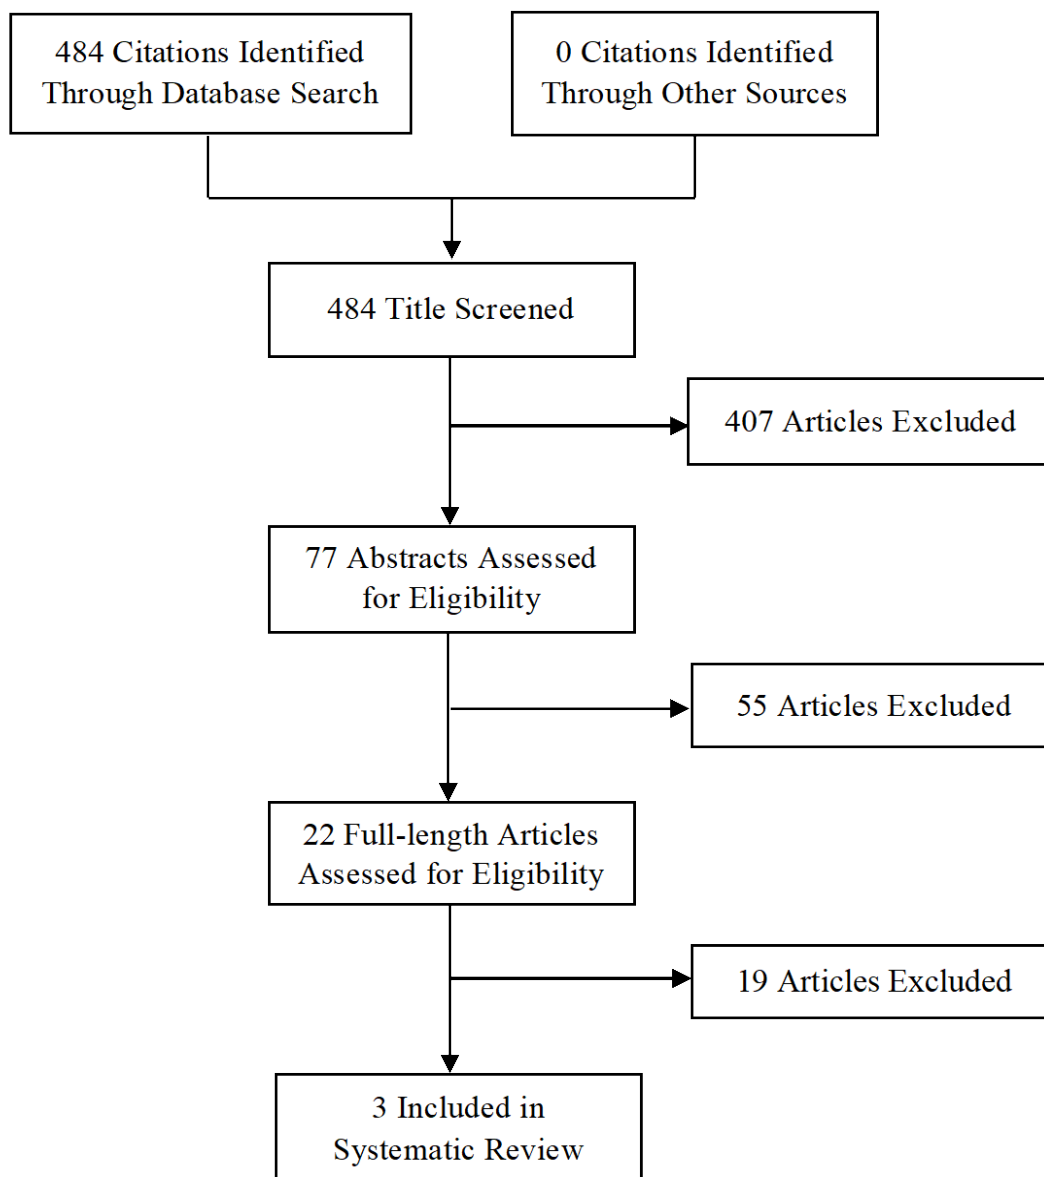 484 Citations Identified
Through Database Search
0 Citations Identified
Through Other Sources
484 Title Screened
407 Articles Excluded
77 Abstracts Assessed
for Eligibility
55 Articles Excluded
22 Full-length Articles
Assessed for Eligibility
19 Articles Excluded
3 Included in
Systematic Review